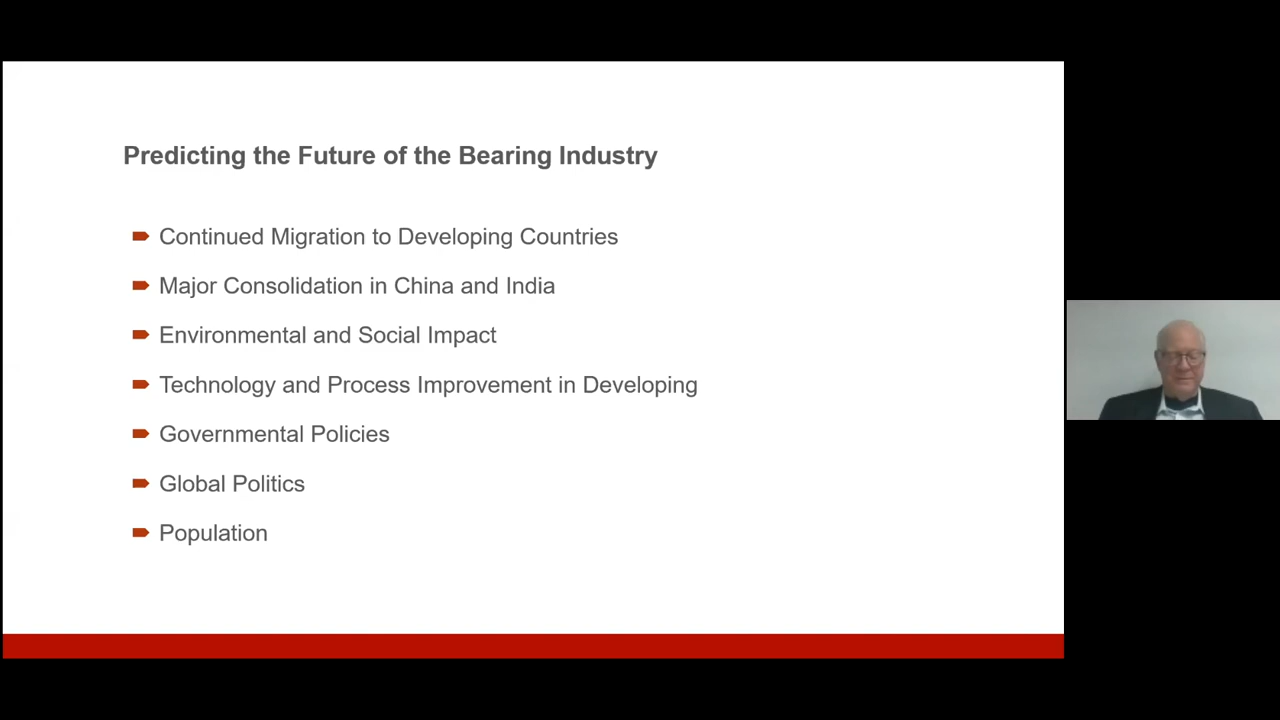 Predicting the Future of the Bearing Industry
Continued Migration to Developing Countries
Major Consolidation in China and India
Environmental and Social Impact
Technology and Process Improvement in Developing
Governmental Policies
Global Politics
Population